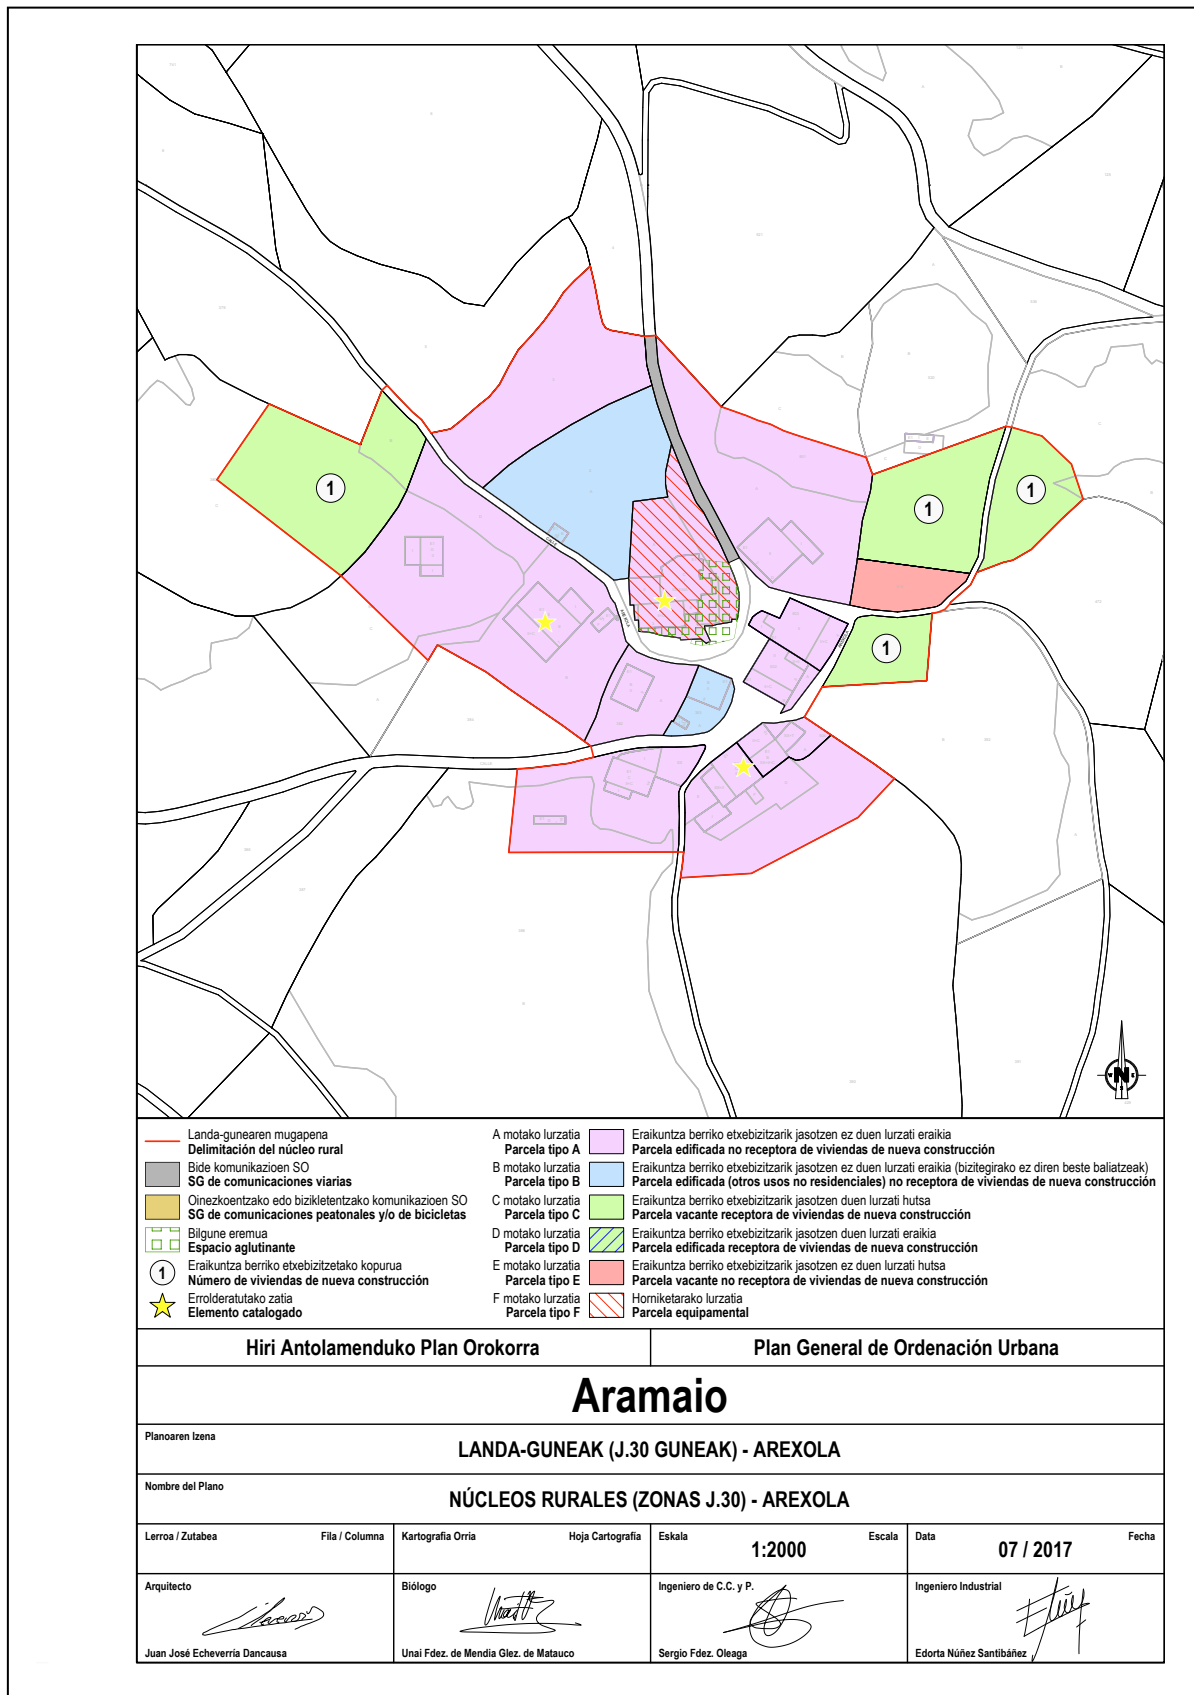 1
1
1
1
N
Landa-gunearen mugapena
Delimitación del núcleo rural
Bide komunikazioen SO
SG de comunicaciones viarias
Oinezkoentzako edo bizikletentzako komunikazioen SO
SG de comunicaciones peatonales y/o de bicicletas
Bilgune eremua
Espacio aglutinante
1
Eraikuntza berriko etxebizitzetako kopurua
Número de viviendas de nueva construcción
Errolderatutako zatia
Elemento catalogado
A motako lurzatia
Parcela tipo A
Eraikuntza berriko etxebizitzarik jasotzen ez duen lurzati eraikia
Parcela edificada no receptora de viviendas de nueva construcción
B motako lurzatia
Parcela tipo B
Eraikuntza berriko etxebizitzarik jasotzen ez duen lurzati eraikia (bizitegirako ez diren beste baliatzeak)
Parcela edificada (otros usos no residenciales) no receptora de viviendas de nueva construcción
C motako lurzatia
Parcela tipo C
Eraikuntza berriko etxebizitzarik jasotzen duen lurzati hutsa
Parcela vacante receptora de viviendas de nueva construcción
D motako lurzatia
Parcela tipo D
Eraikuntza berriko etxebizitzarik jasotzen duen lurzati eraikia
Parcela edificada receptora de viviendas de nueva construcción
E motako lurzatia
Parcela tipo E
Eraikuntza berriko etxebizitzarik jasotzen ez duen lurzati hutsa
Parcela vacante no receptora de viviendas de nueva construcción
F motako lurzatia
Parcela tipo F
Horniketarako lurzatia
Parcela equipamental
Hiri Antolamenduko Plan Orokorra
Plan General de Ordenación Urbana
Aramaio
Planoaren Izena
LANDA-GUNEAK (J.30 GUNEAK) - AREXOLA
Nombre del Plano
NÚCLEOS RURALES (ZONAS J.30) - AREXOLA
Lerroa / Zutabea Fila / Columna
Kartografia Orria Hoja Cartografía
Eskala Escala
1:2000
Data Fecha
07 / 2017
Arquitecto
Juan José Echeverría Dancausa
Biólogo
Unai Fdez. de Mendia Glez. de Matauco
Ingeniero de C.C. y P.
Sergio Fdez. Oleaga
Ingeniero Industrial
Edorta Núñez Santibáñez